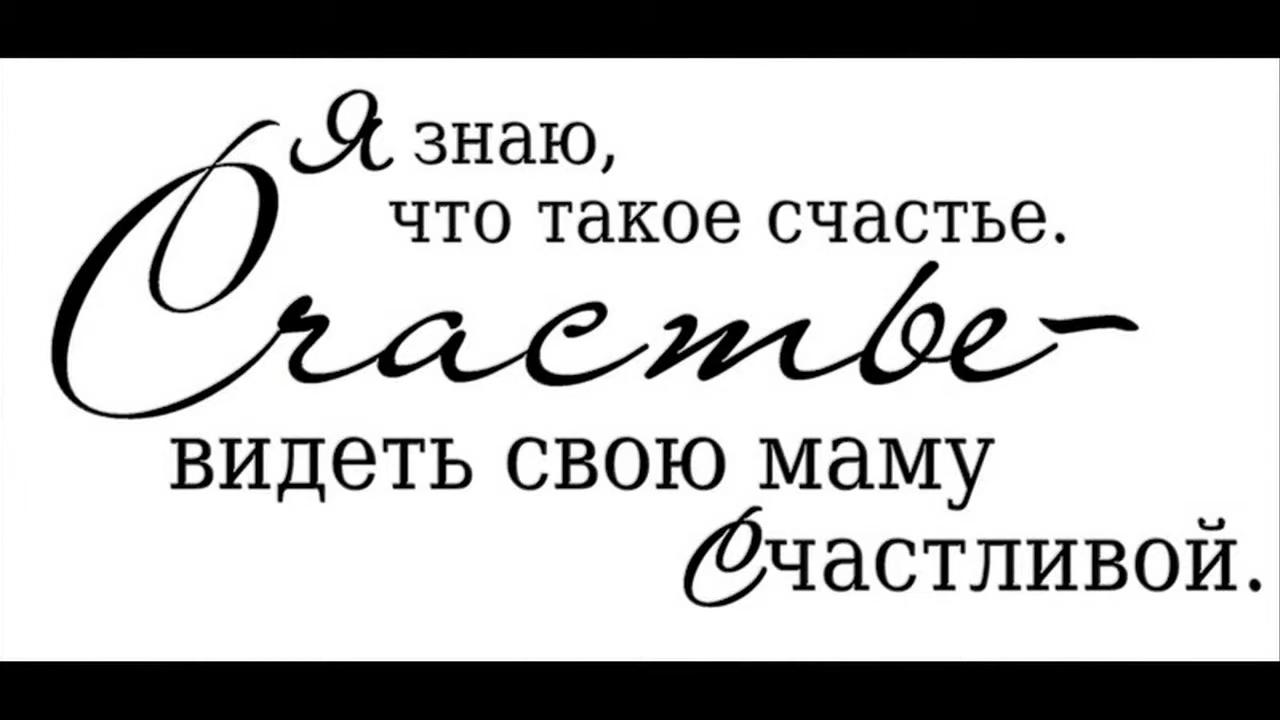 Я знаю,
что такое счастье.
Счастье-
видеть свою маму
Счастливой.